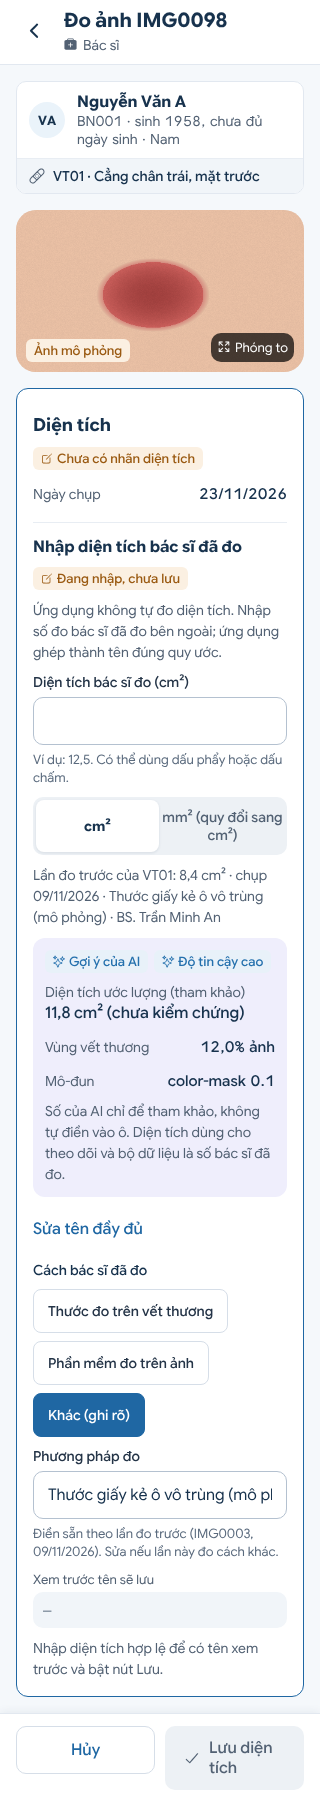 Đo ảnh IMG0098
Bác sĩ
VA
Nguyễn Văn A
BN001 · sinh 1958, chưa đủ
ngày sinh · Nam
VT01 · Cẳng chân trái, mặt trước
Ảnh mô phỏng
Phóng to
Diện tích
Chưa có nhãn diện tích
Ngày chụp 23/11/2026
Nhập diện tích bác sĩ đã đo
Đang nhập, chưa lưu
Ứng dụng không tự đo diện tích. Nhập
số đo bác sĩ đã đo bên ngoài; ứng dụng
ghép thành tên đúng quy ước.
Diện tích bác sĩ đo (cm²)
Ví dụ: 12,5. Có thể dùng dấu phẩy hoặc dấu
chấm.
cm²
mm² (quy đổi sang
cm²)
Lần đo trước của VT01: 8,4 cm² · chụp
09/11/2026 · Thước giấy kẻ ô vô trùng
(mô phỏng) · BS. Trần Minh An
Gợi ý của AI
Độ tin cậy cao
Diện tích ước lượng (tham khảo)
11,8 cm² (chưa kiểm chứng)
Vùng vết thương 12,0% ảnh
Mô-đun color-mask 0.1
Số của AI chỉ để tham khảo, không
tự điền vào ô. Diện tích dùng cho
theo dõi và bộ dữ liệu là số bác sĩ đã
đo.
Sửa tên đầy đủ
Cách bác sĩ đã đo
Thước đo trên vết thương
Phần mềm đo trên ảnh
Khác (ghi rõ)
Phương pháp đo
Thước giấy kẻ ô vô trùng (mô pl
Điền sẵn theo lần đo trước (IMG0003,
09/11/2026). Sửa nếu lần này đo cách khác.
Xem trước tên sẽ lưu
—
Nhập diện tích hợp lệ để có tên xem
trước và bật nút Lưu.
Hủy
Lưu diện
tích